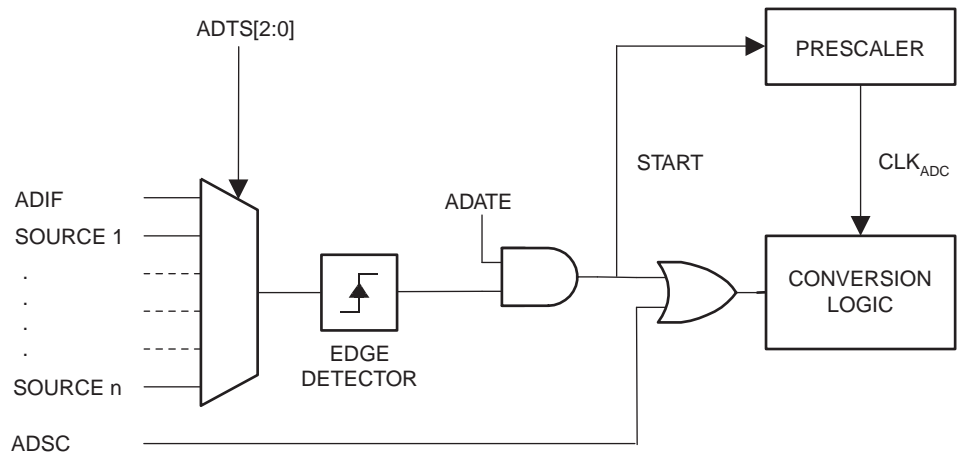 ADTS[2:0]
PRESCALER
START
CLKADC
ADIF
ADATE
SOURCE 1
.
.
.
.
CONVERSION
LOGIC
EDGE
DETECTOR
SOURCE n
ADSC